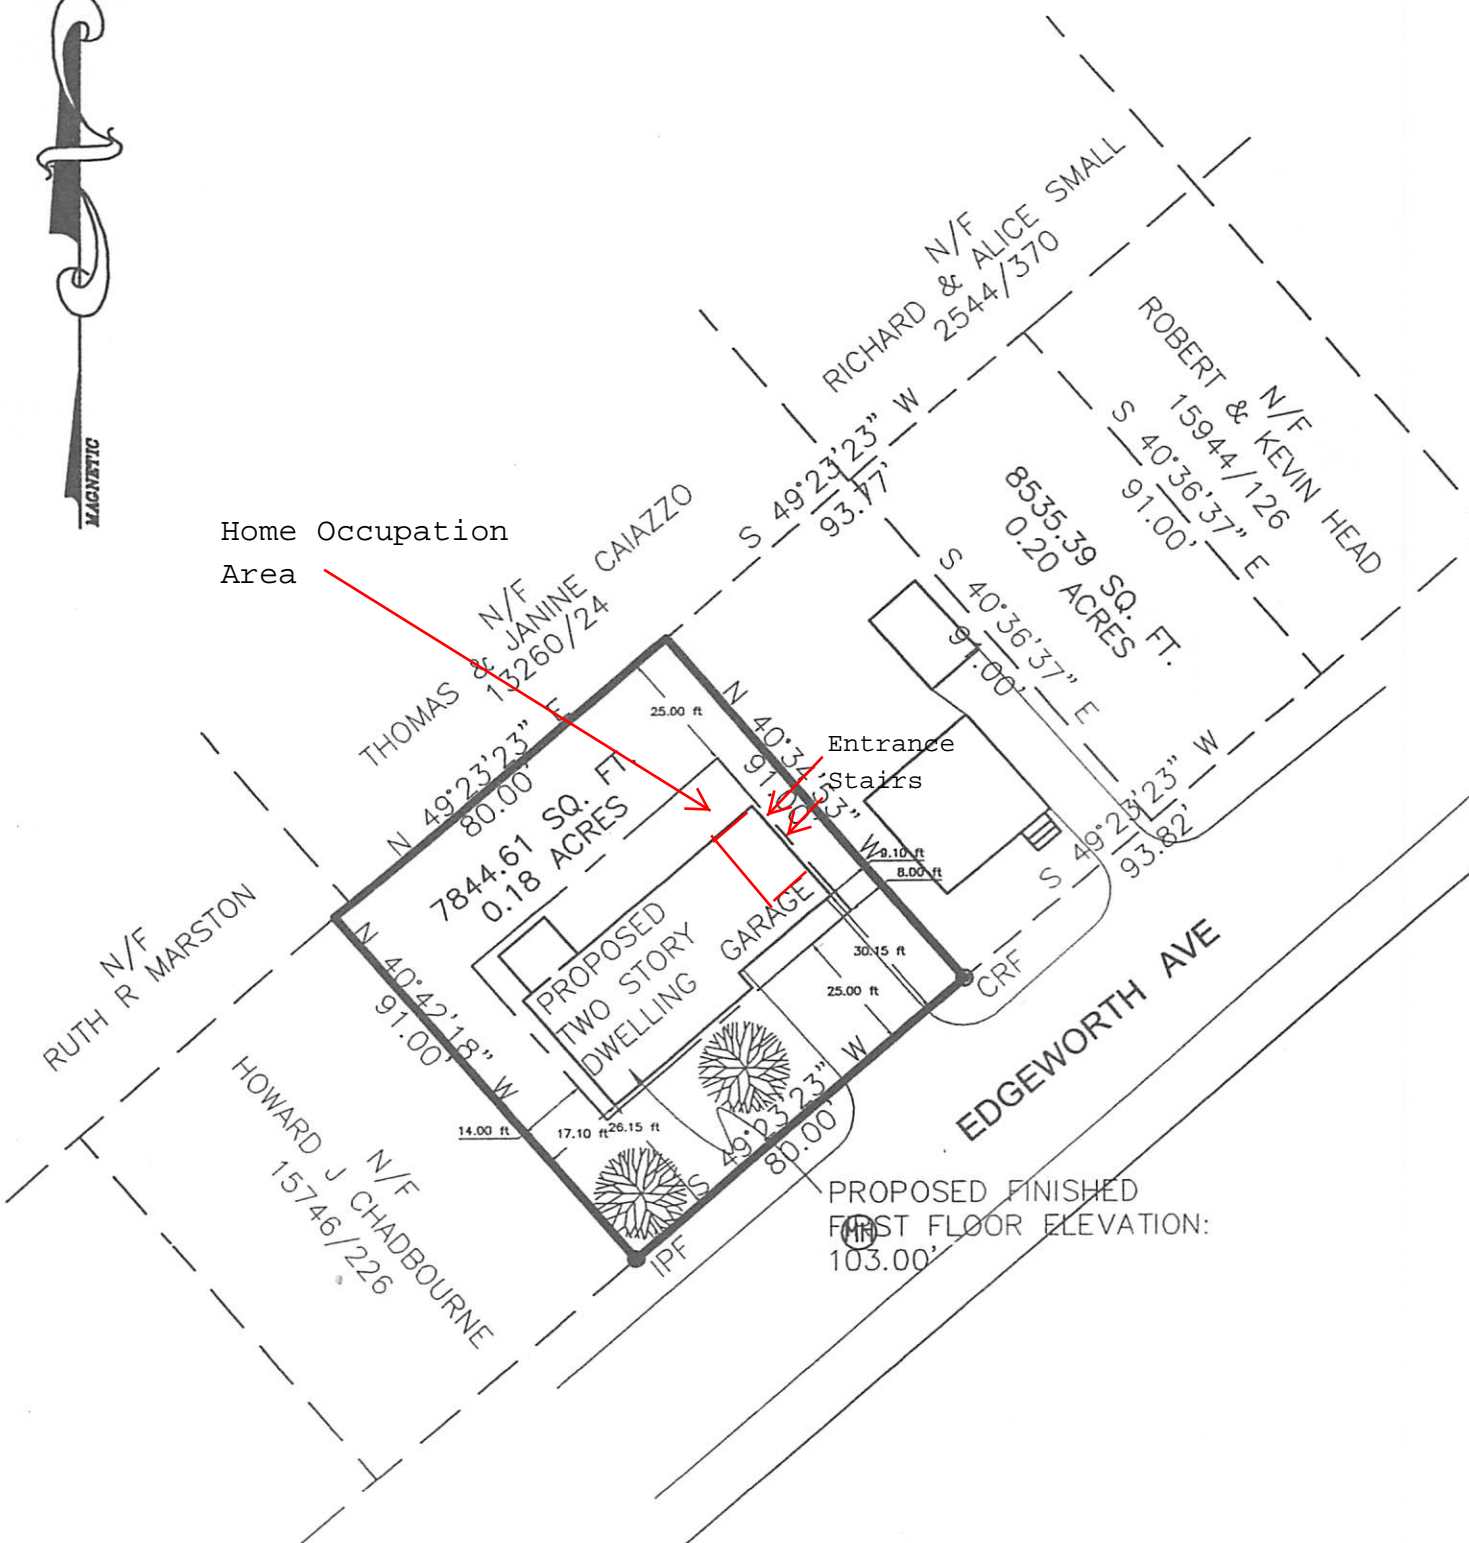 MAGNETIC
N/F
RICHARD & ALICE SMALL
2544/370
N/F
ROBERT & KEVIN HEAD
15944/126
S 40°36'37" E
91.00'
8535.39 SQ. FT.
0.20 ACRES
S 49°23'23" W
93.77'
S 40°36'37" E
91.00'
Home Occupation
Area
N/F
THOMAS & JANINE CAIAZZO
13260/24
N 49°23'23" E
80.00'
25.00 ft
N 40°34'53" W
91.00'
Entrance
Stairs
7844.61 SQ. FT.
0.18 ACRES
9.10 ft
8.00 ft
S 49°23'23" W
93.82'
N/F
RUTH R MARSTON
N 40°42'18" W
91.00'
PROPOSED
TWO STORY
DWELLING
GARAGE
30.15 ft
25.00 ft
CRF
EDGEWORTH AVE
14.00 ft
17.10 ft
26.15 ft
S 49°23'23" W
80.00'
IPF
N/F
HOWARD J CHADBOURNE
15746/226
PROPOSED FINISHED
FIRST FLOOR ELEVATION:
103.00'
MH